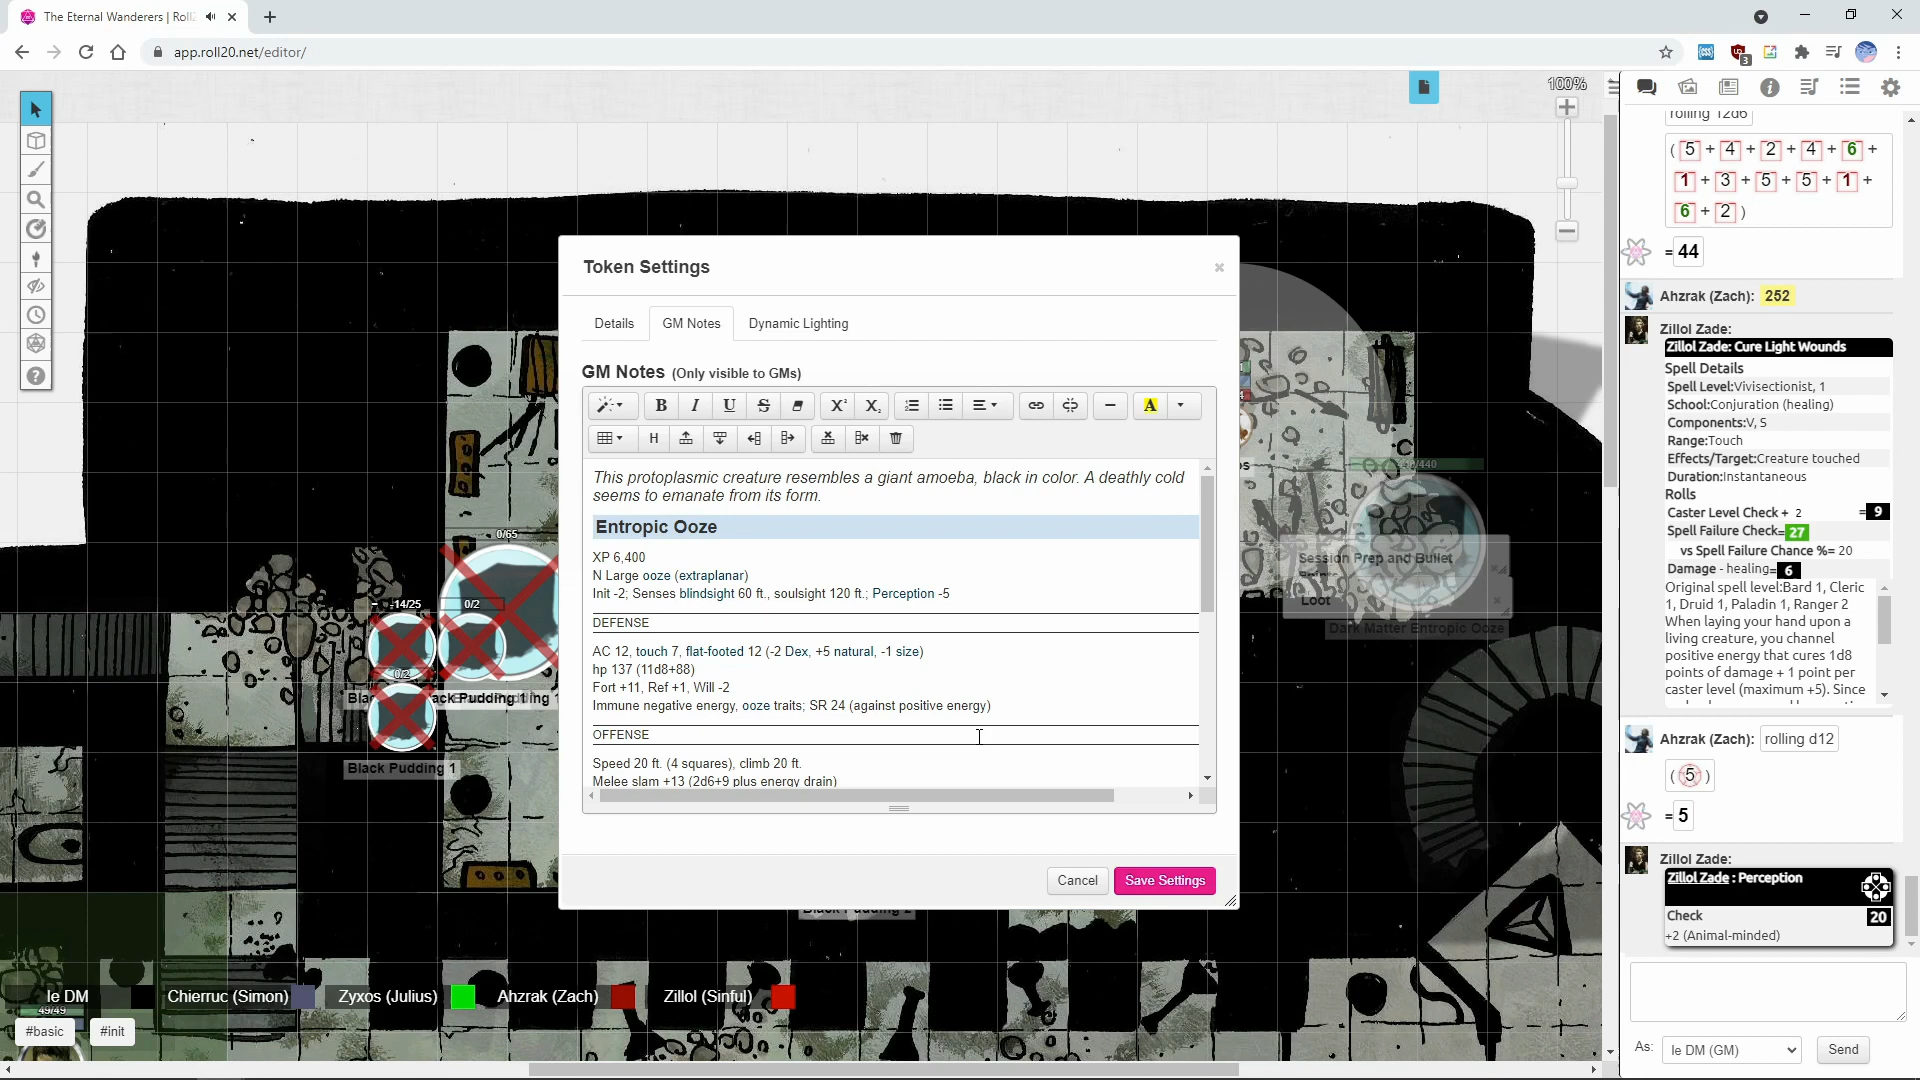 The Eternal Wanderers | Roll2
app.roll20.net/editor/
3
100%
Token Settings
Details
GM Notes
Dynamic Lighting
GM Notes (Only visible to GMs)
This protoplasmic creature resembles a giant amoeba, black in color. A deathly cold
seems to emanate from its form.
Entropic Ooze
XP 6,400
N Large ooze (extraplanar)
Init -2; Senses blindsight 60 ft., soulsight 120 ft.; Perception -5
DEFENSE
AC 12, touch 7, flat-footed 12 (-2 Dex, +5 natural, -1 size)
hp 137 (11d8+88)
Fort +11, Ref +1, Will -2
Immune negative energy, ooze traits; SR 24 (against positive energy)
OFFENSE
Speed 20 ft. (4 squares), climb 20 ft.
Melee slam +13 (2d6+9 plus energy drain)
Cancel
Save Settings
0/65
-14/25
0/2
0/2
Black Pudding 1
Black Pudding 1
Black Pudding 2
Session Prep and Bullet
Loot
Dark Matter Entropic Ooze
le DM
Chierruc (Simon)
Zyxos (Julius)
Ahzrak (Zach)
Zillol (Sinful)
49/49
#basic
#init
rolling 12d6
(5+4+2+4+6+
1+3+5+5+1+
6+2)
=44
Ahzrak (Zach): 252
Zillol Zade:
Zillol Zade: Cure Light Wounds
Spell Details
Spell Level:Vivisectionist, 1
School:Conjuration (healing)
Components:V, S
Range:Touch
Effects/Target:Creature touched
Duration:Instantaneous
Rolls
Caster Level Check + 2 =9
Spell Failure Check=27
vs Spell Failure Chance %= 20
Damage - healing=6
Original spell level:Bard 1, Cleric
1, Druid 1, Paladin 1, Ranger 2
When laying your hand upon a
living creature, you channel
positive energy that cures 1d8
points of damage + 1 point per
caster level (maximum +5). Since
Ahzrak (Zach): rolling d12
(5)
=5
Zillol Zade:
Zillol Zade : Perception
Check 20
+2 (Animal-minded)
As: le DM (GM)
Send